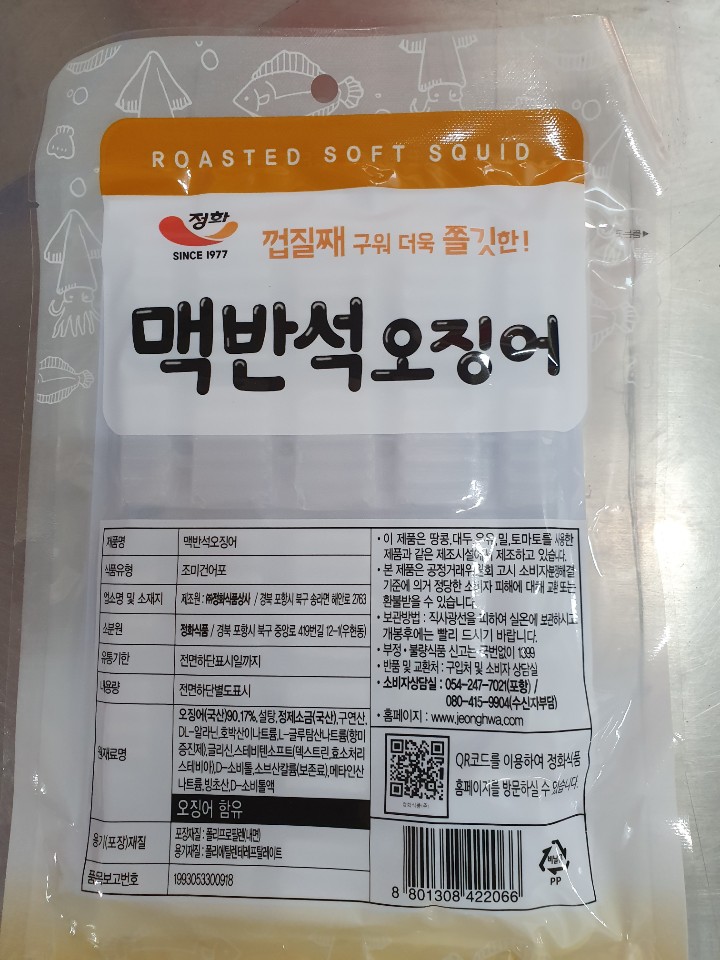 ROASTED SOFT SQUID
정화
SINCE 1977
껍질째 구워 더욱 쫄깃한!
맥반석오징어
제품명 맥반석오징어
식품유형 조미건어포
업소명 및 소재지 제조원 : ㈜정화식품상사 / 경북 포항시 북구 송라면 해안로 2763
소분원 정화식품 / 경북 포항시 북구 중앙로 419번길 12-1(우현동)
유통기한 전면하단표시일까지
내용량 전면하단별도표시
원재료명
오징어(국산)90.17%,설탕,정제소금(국산),구연산,
DL-알라닌,호박산이나트륨,L-글루탐산나트륨(향미
증진제),글리신,스테비텐소프트(덱스트린,효소처리
스테비아),D-소비톨,소브산칼륨(보존료),메타인산
나트륨,빙초산,D-소비톨액
오징어 함유
용기(포장)재질
포장재질 : 폴리프로필렌(내면)
용기재질 : 폴리에틸렌테레프탈레이트
품목보고번호 1993053300918
• 이 제품은 땅콩,대두,우유,밀,토마토를 사용한
제품과 같은 제조시설에서 제조하고 있습니다.
• 본 제품은 공정거래위원회 고시 소비자분쟁해결
기준에 의거 정당한 소비자 피해에 대해 교환 또는
환불받을 수 있습니다.
• 보관방법 : 직사광선을 피하여 실온에 보관하시고
개봉후에는 빨리 드시기 바랍니다.
• 부정·불량식품 신고는 국번없이 1399
• 반품 및 교환처 : 구입처 및 소비자 상담실
• 소비자상담실 : 054-247-7021(포항) /
080-415-9904(수신자부담)
• 홈페이지 : www.jeonghwa.com
QR코드를 이용하여 정화식품
홈페이지를 방문하실 수 있습니다.
8 801308 422066
비닐류
PP